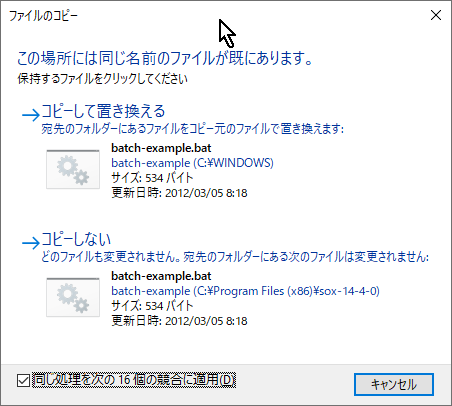 ファイルのコピー
この場所には同じ名前のファイルが既にあります。
保持するファイルをクリックしてください
コピーして置き換える
宛先のフォルダーにあるファイルをコピー元のファイルで置き換えます:
batch-example.bat
batch-example (C:¥WINDOWS)
サイズ: 534 バイト
更新日時: 2012/03/05 8:18
コピーしない
どのファイルも変更されません。宛先のフォルダーにある次のファイルは変更されません:
batch-example.bat
batch-example (C:¥Program Files (x86)¥sox-14-4-0)
サイズ: 534 バイト
更新日時: 2012/03/05 8:18
同じ処理を次の 16 個の競合に適用(D)
キャンセル